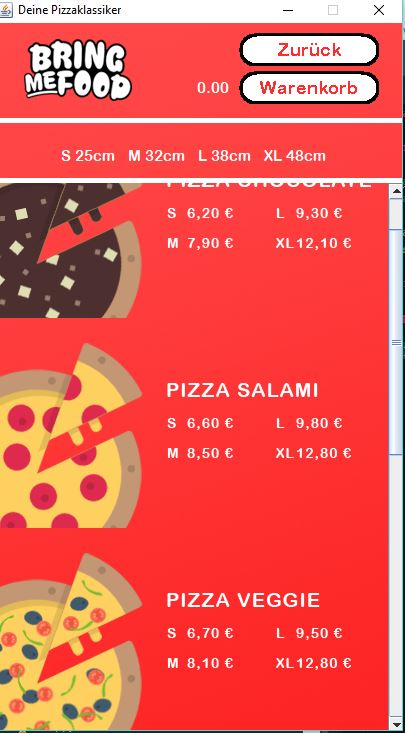 Deine Pizzaklassiker
BRING
ME FOOD
Zurück
0.00 Warenkorb
S 25cm M 32cm L 38cm XL 48cm
PIZZA CHOCOLATE
S 6,20 € L 9,30 €
M 7,90 € XL 12,10 €
PIZZA SALAMI
S 6,60 € L 9,80 €
M 8,50 € XL 12,80 €
PIZZA VEGGIE
S 6,70 € L 9,50 €
M 8,10 € XL 12,80 €